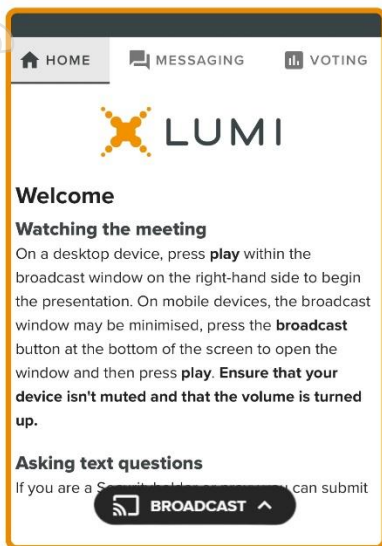 HOME MESSAGING VOTING
LUMI
Welcome
Watching the meeting
On a desktop device, press play within the
broadcast window on the right-hand side to begin
the presentation. On mobile devices, the broadcast
window may be minimised, press the broadcast
button at the bottom of the screen to open the
window and then press play. Ensure that your
device isn't muted and that the volume is turned
up.
Asking text questions
If you are a can submit
BROADCAST